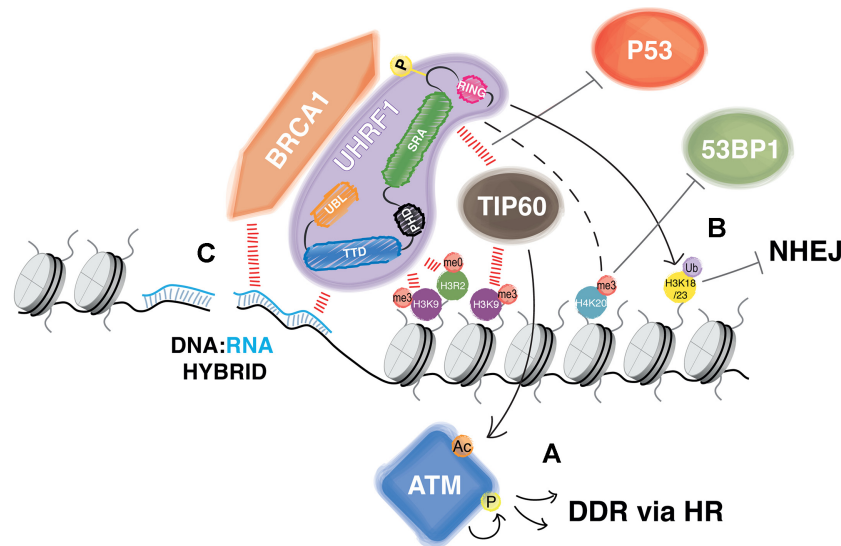 P53
P
RING
BRCA1
UHRF1
SRA
53BP1
UBL
PHD
TIP60
TTD
C
B
me0
H3R2
me3
H3K9
H3K9
me3
me3
H4K20
Ub
H3K18
/23
NHEJ
DNA:RNA
HYBRID
Ac
A
ATM
P
DDR via HR